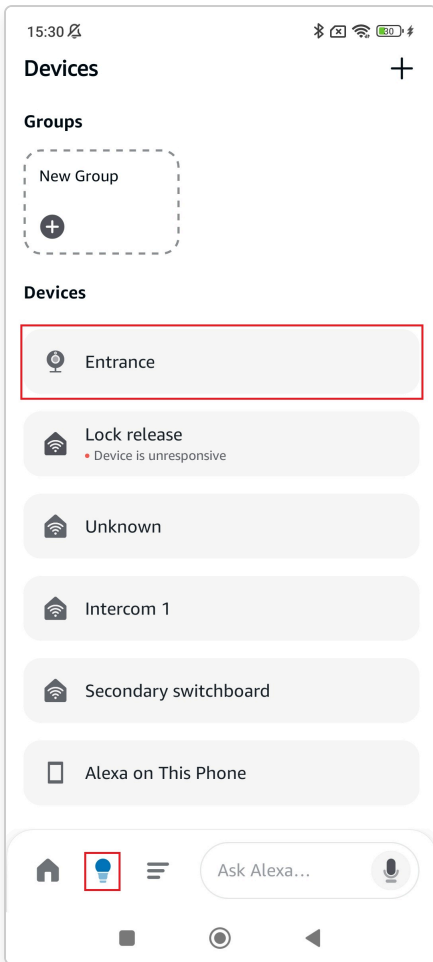 15:30
30
Devices
Groups
New Group
Devices
Entrance
Lock release
Device is unresponsive
Unknown
Intercom 1
Secondary switchboard
Alexa on This Phone
Ask Alexa...